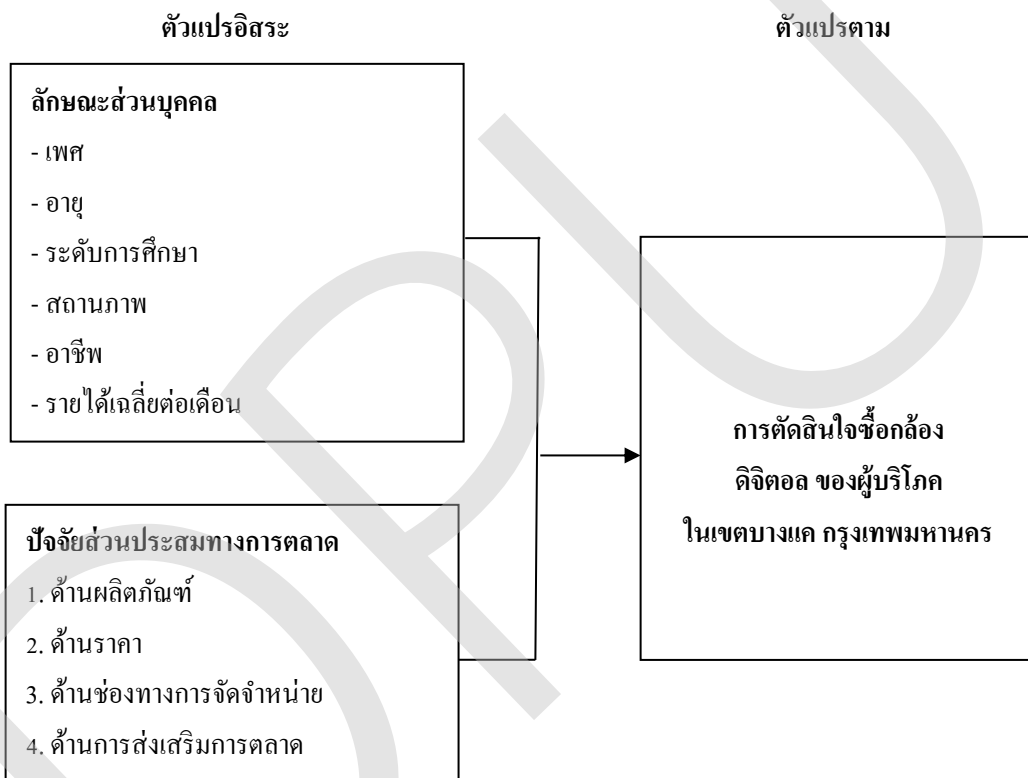 ตัวแปรอิสระ
ตัวแปรตาม
ลักษณะส่วนบุคคล
- เพศ
- อายุ
- ระดับการศึกษา
- สถานภาพ
- อาชีพ
- รายได้เฉลี่ยต่อเดือน
ปัจจัยส่วนประสมทางการตลาด
1. ด้านผลิตภัณฑ์
2. ด้านราคา
3. ด้านช่องทางการจัดจำหน่าย
4. ด้านการส่งเสริมการตลาด
การตัดสินใจซื้อกล้อง
ดิจิตอล ของผู้บริโภค
ในเขตบางแค กรุงเทพมหานคร
DPU